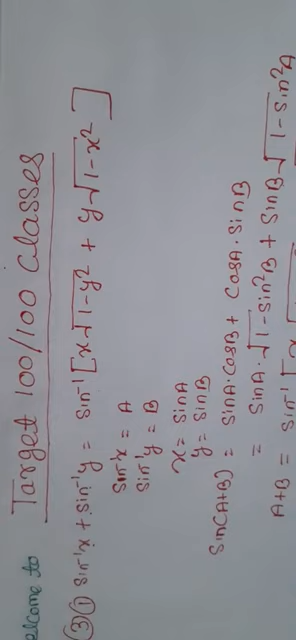 elcome to
Target 100/100 Classes
(3) (1) sin⁻¹x + sin⁻¹y = sin⁻¹[x√1-y² + y√1-x²]
sin⁻¹x = A
sin⁻¹y = B
x = sinA
y = sinB
sin(A+B) = sinA·cosB + cosA·sinB
= sinA·√1-sin²B + sinB√1-sin²A
A+B = sin⁻¹[x